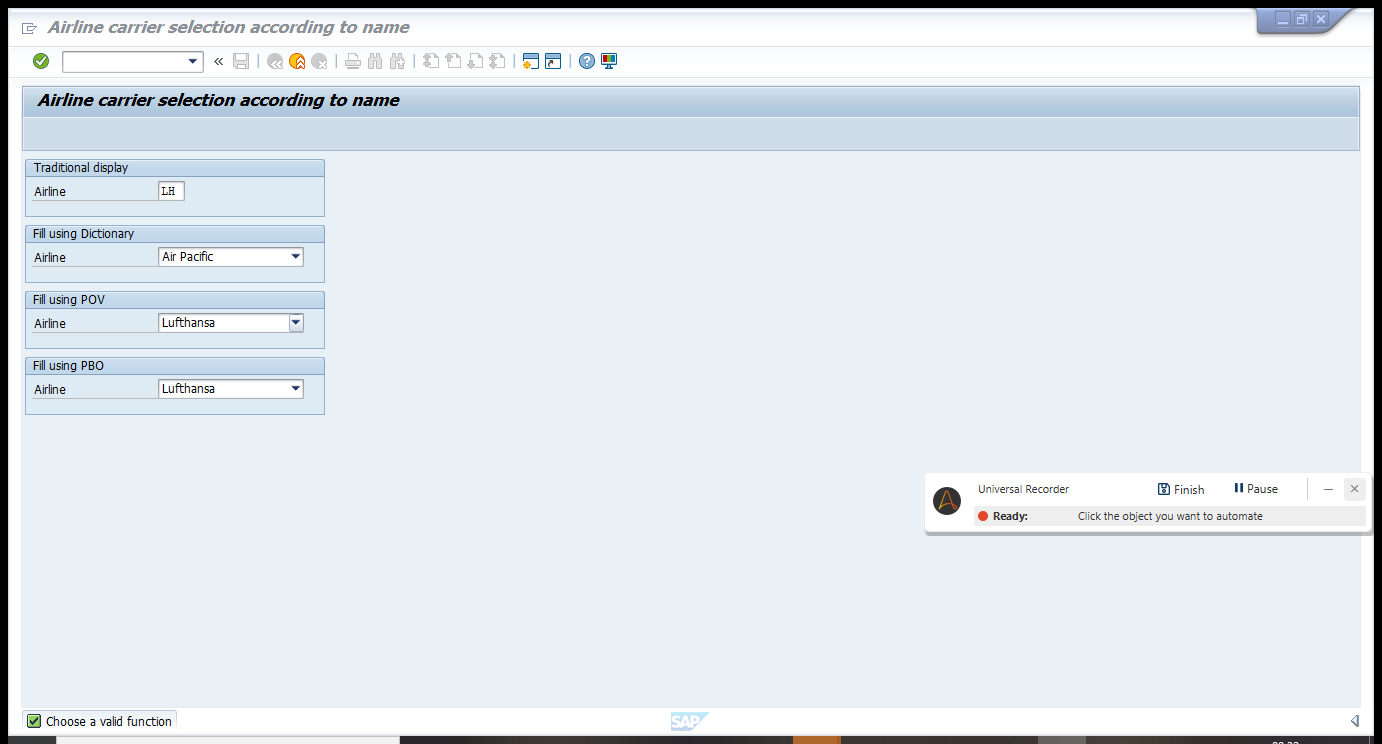 Airline carrier selection according to name
Airline carrier selection according to name
Traditional display
Airline LH
Fill using Dictionary
Airline Air Pacific
Fill using POV
Airline Lufthansa
Fill using PBO
Airline Lufthansa
Universal Recorder Finish Pause
Ready: Click the object you want to automate
Choose a valid function
SAP